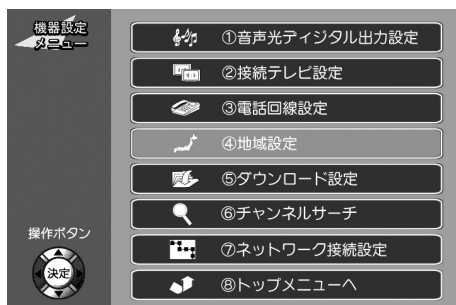 機器設定
メニュー
①音声光ディジタル出力設定
②接続テレビ設定
③電話回線設定
④地域設定
⑤ダウンロード設定
⑥チャンネルサーチ
⑦ネットワーク接続設定
⑧トップメニューへ
操作ボタン
決定